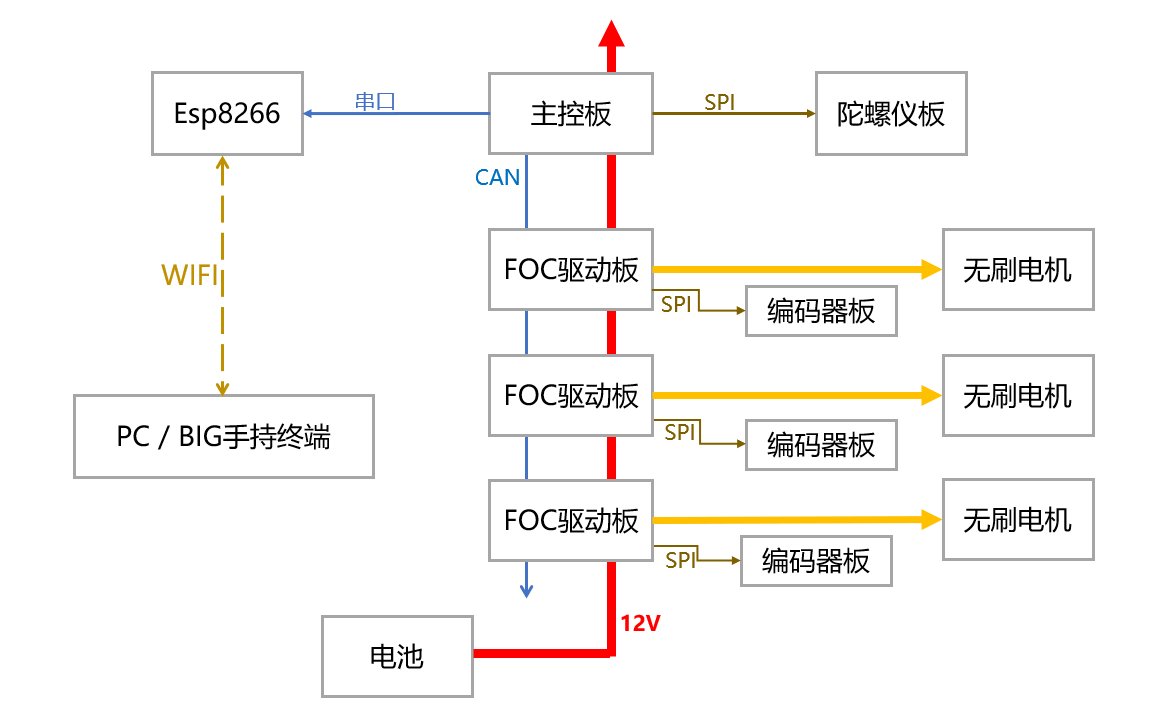 Esp8266
串口
主控板
SPI
陀螺仪板
CAN
WIFI
FOC驱动板
无刷电机
SPI
编码器板
FOC驱动板
无刷电机
SPI
编码器板
PC / BIG手持终端
FOC驱动板
无刷电机
SPI
编码器板
12V
电池